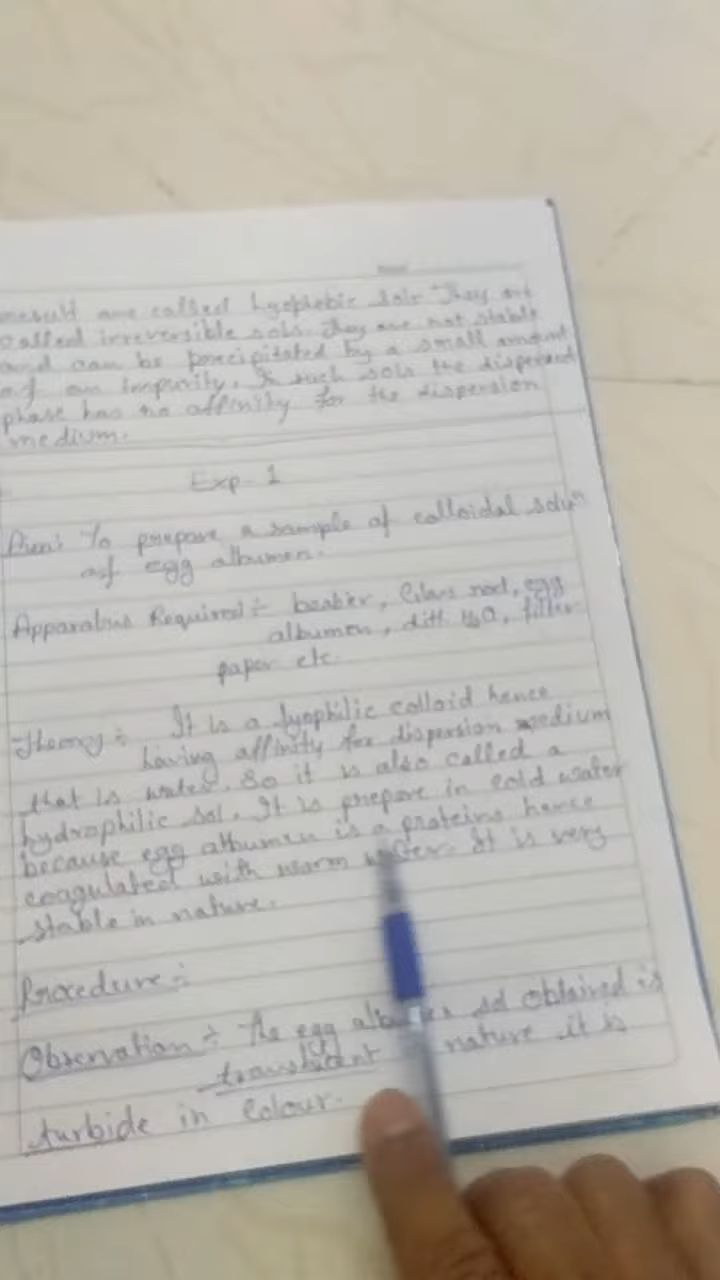 result are called lyophobic sols. They are
called irreversible sols. They are not stable
and can be precipitated by a small amount
of an impurity. In such sols the dispersed
phase has no affinity for the dispersion
medium.
Exp-1
Aim: To prepare a sample of colloidal soluⁿ
of egg albumen.
Apparatus Required ÷ beaker, Glass rod, egg
albumen, distt. H₂O, filter
paper etc.
Theory ÷ It is a lyophilic colloid hence
having affinity for dispersion medium
that is water. So it is also called a
hydrophilic sol. It is prepare in cold water
because egg albumen is a proteins hence
coagulated with warm water. It is very
stable in nature.
Procedure ÷
Observation ÷ The egg sol obtained is
translucent nature it is
turbide in colour.